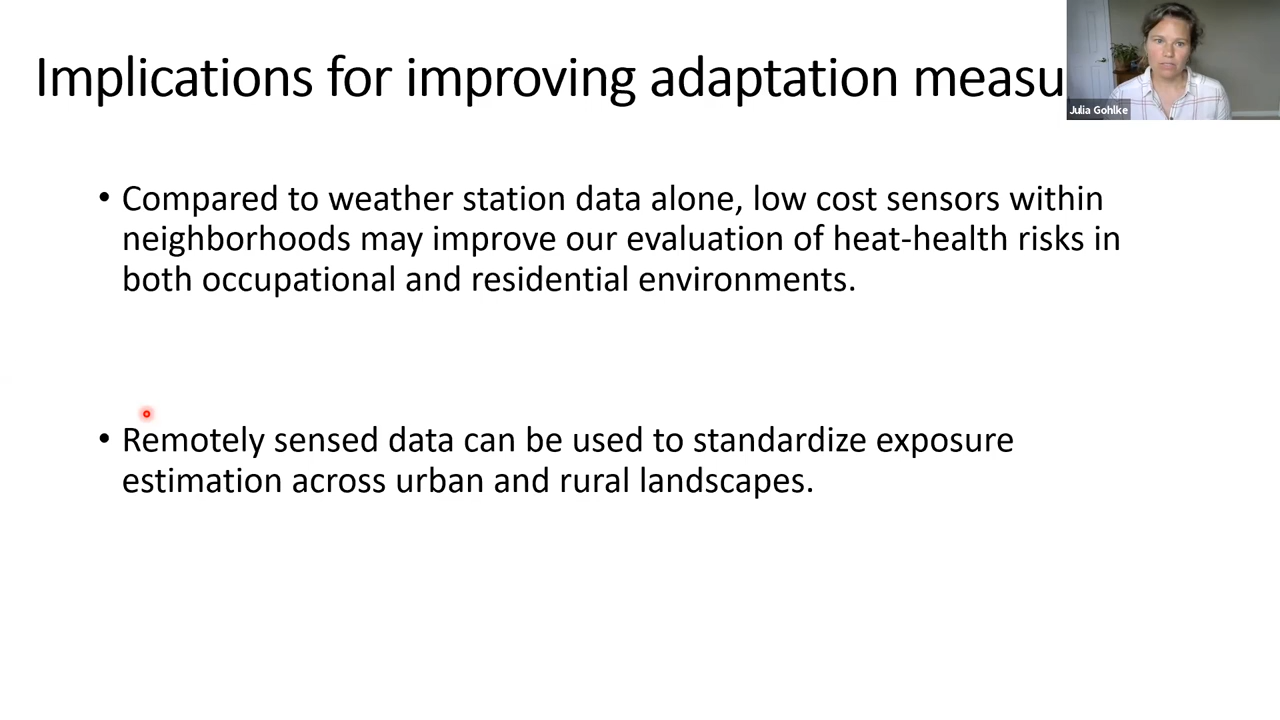 Implications for improving adaptation measu
Julia Gohlke
• Compared to weather station data alone, low cost sensors within
neighborhoods may improve our evaluation of heat-health risks in
both occupational and residential environments.
• Remotely sensed data can be used to standardize exposure
estimation across urban and rural landscapes.